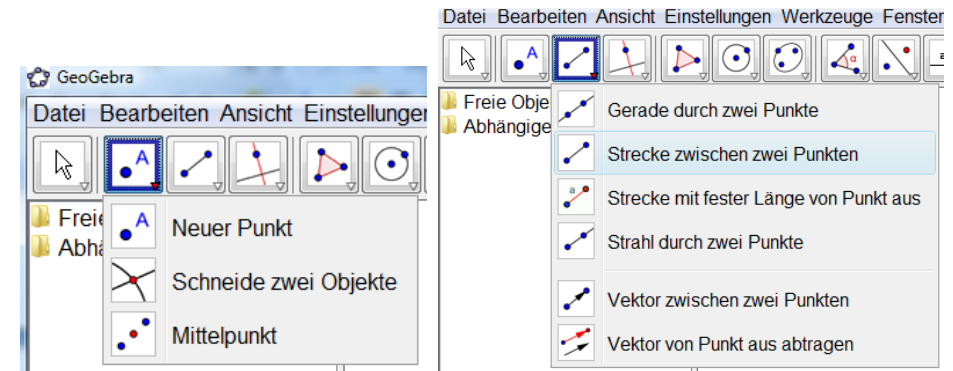 GeoGebra
Datei Bearbeiten Ansicht Einstellungen
A
Freie
Abhä
A Neuer Punkt
Schneide zwei Objekte
Mittelpunkt
Datei Bearbeiten Ansicht Einstellungen Werkzeuge Fenster
A α a
Freie Obje
Abhängige
Gerade durch zwei Punkte
Strecke zwischen zwei Punkten
a Strecke mit fester Länge von Punkt aus
Strahl durch zwei Punkte
Vektor zwischen zwei Punkten
Vektor von Punkt aus abtragen